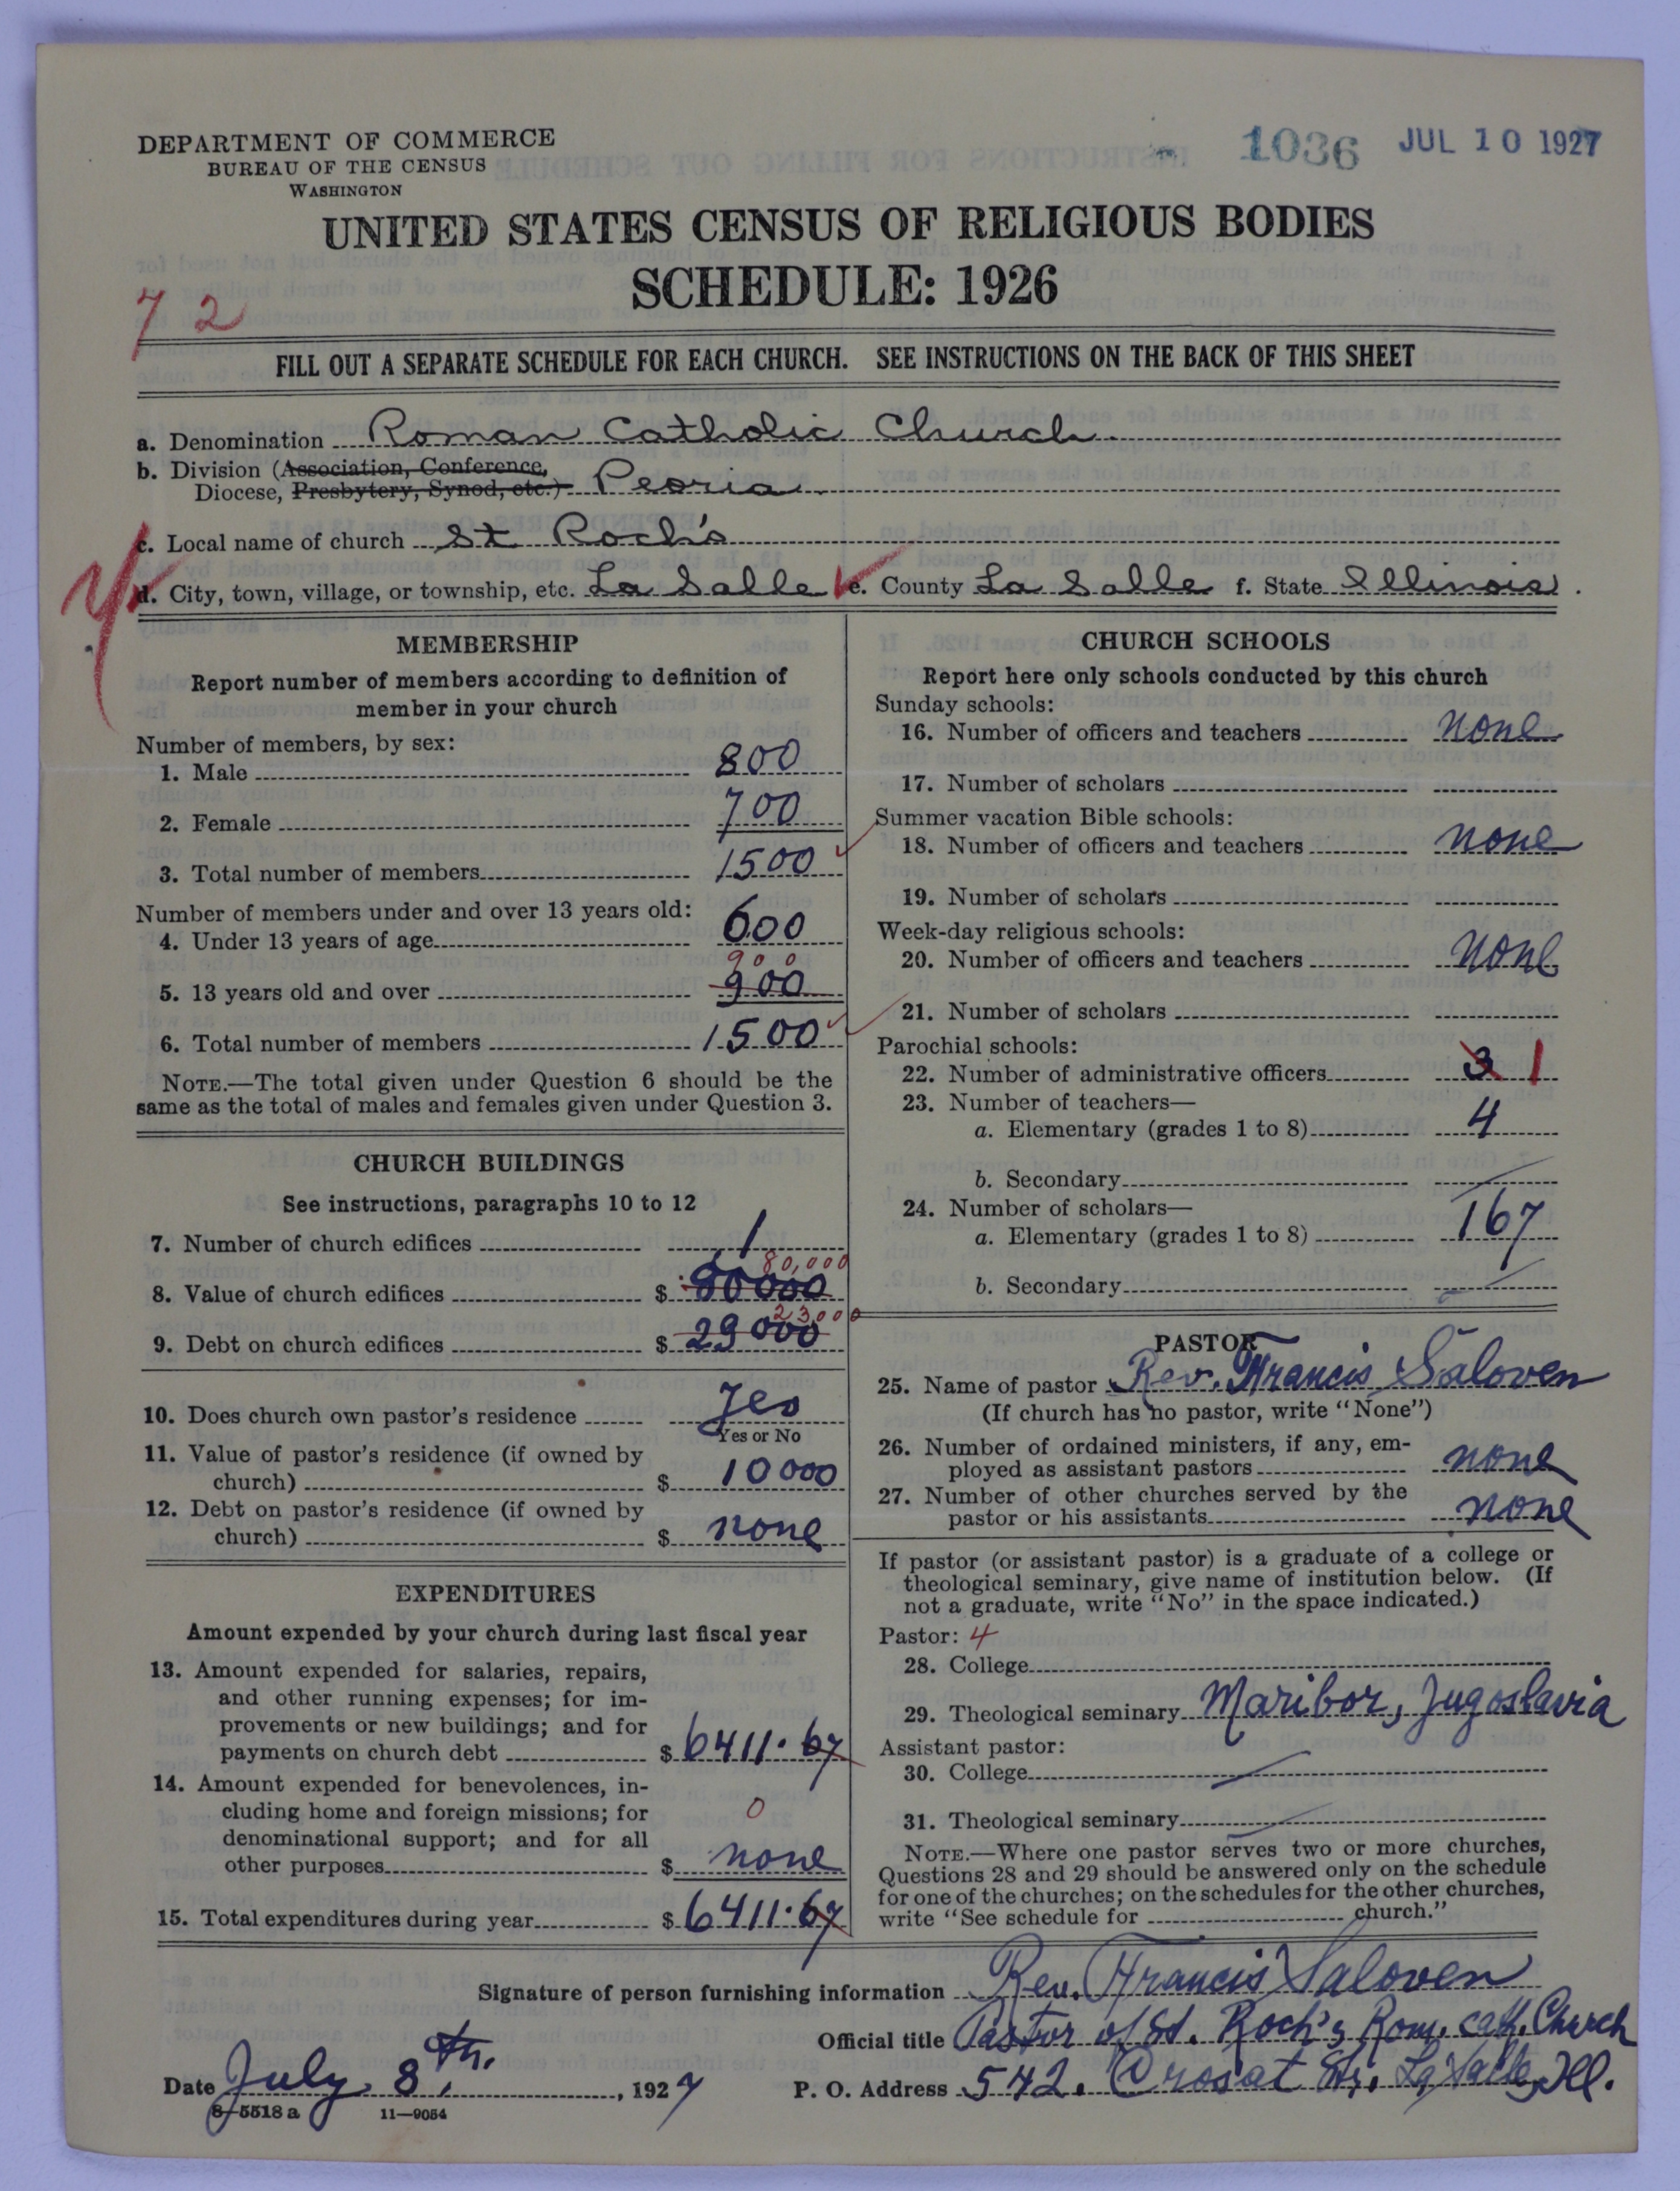 1036 JUL 10 1927
DEPARTMENT OF COMMERCE
BUREAU OF THE CENSUS
WASHINGTON
UNITED STATES CENSUS OF RELIGIOUS BODIES
SCHEDULE: 1926
72
FILL OUT A SEPARATE SCHEDULE FOR EACH CHURCH. SEE INSTRUCTIONS ON THE BACK OF THIS SHEET
a. Denomination Roman Catholic Church
b. Division (Association, Conference,
Diocese, Presbytery, Synod, etc.) Peoria
c. Local name of church St Roch's
d. City, town, village, or township, etc. La Salle e. County La Salle f. State Illinois.
MEMBERSHIP
Report number of members according to definition of
member in your church
Number of members, by sex:
1. Male 800
2. Female 700
3. Total number of members 1500
Number of members under and over 13 years old:
4. Under 13 years of age 600
900
5. 13 years old and over 900
6. Total number of members 1500
NOTE.—The total given under Question 6 should be the
same as the total of males and females given under Question 3.
CHURCH BUILDINGS
See instructions, paragraphs 10 to 12
7. Number of church edifices 1
80,000
8. Value of church edifices $ 80000
23,000
9. Debt on church edifices $ 23000
10. Does church own pastor's residence Yes
Yes or No
11. Value of pastor's residence (if owned by
church) $ 10000
12. Debt on pastor's residence (if owned by
church) $ none
EXPENDITURES
Amount expended by your church during last fiscal year
13. Amount expended for salaries, repairs,
and other running expenses; for im-
provements or new buildings; and for
payments on church debt $ 6411.67
14. Amount expended for benevolences, in-
cluding home and foreign missions; for
0
denominational support; and for all
other purposes $ none
15. Total expenditures during year $ 6411.67
CHURCH SCHOOLS
Report here only schools conducted by this church
Sunday schools:
16. Number of officers and teachers none
17. Number of scholars
Summer vacation Bible schools:
18. Number of officers and teachers none
19. Number of scholars
Week-day religious schools:
20. Number of officers and teachers none
21. Number of scholars
Parochial schools:
22. Number of administrative officers 3 1
23. Number of teachers—
a. Elementary (grades 1 to 8) 4
b. Secondary
24. Number of scholars—
a. Elementary (grades 1 to 8) 167
b. Secondary
PASTOR
25. Name of pastor Rev. Francis Saloven
(If church has no pastor, write "None")
26. Number of ordained ministers, if any, em-
ployed as assistant pastors none
27. Number of other churches served by the
pastor or his assistants none
If pastor (or assistant pastor) is a graduate of a college or
theological seminary, give name of institution below. (If
not a graduate, write "No" in the space indicated.)
Pastor: 4
28. College
29. Theological seminary Maribor, Jugoslavia
Assistant pastor:
30. College
31. Theological seminary
NOTE.—Where one pastor serves two or more churches,
Questions 28 and 29 should be answered only on the schedule
for one of the churches; on the schedules for the other churches,
write "See schedule for church."
Signature of person furnishing information Rev. Francis Saloven
Official title Pastor of St. Roch's Rom. cath. Church
Date July 8th. , 1927 P. O. Address 542. Crosat Str. La Salle, Ill.
8—5518 a 11—9054